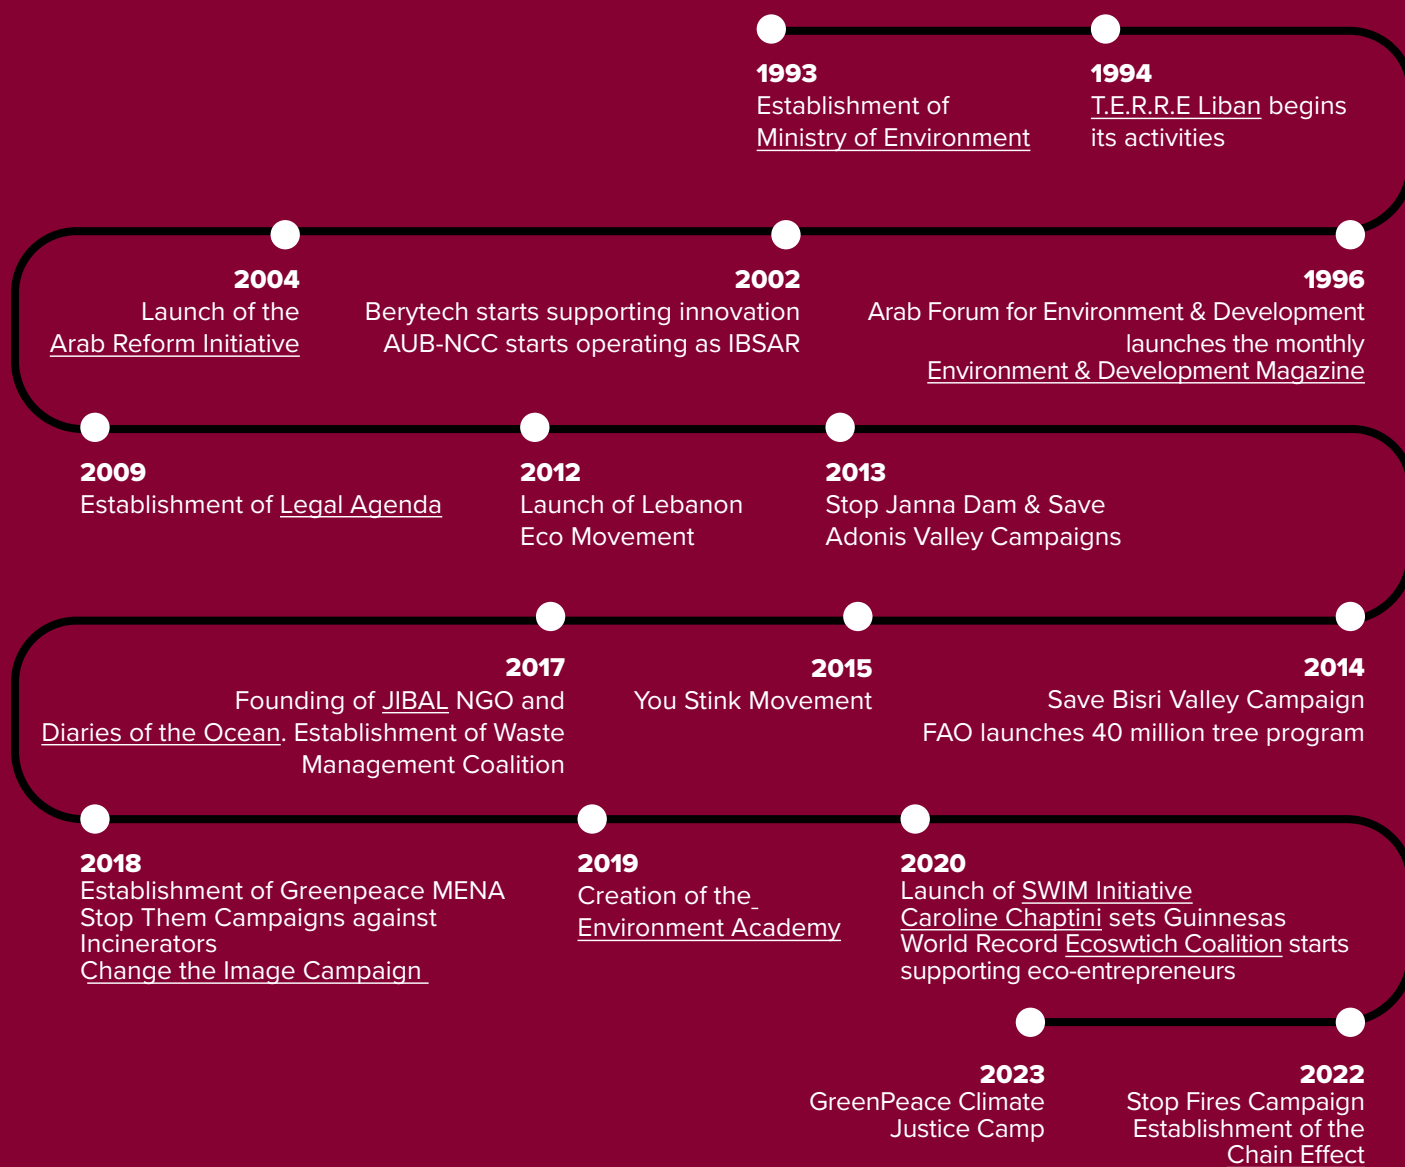 1993
Establishment of
Ministry of Environment
1994
T.E.R.R.E Liban begins
its activities
1996
Arab Forum for Environment & Development
launches the monthly
Environment & Development Magazine
2002
Berytech starts supporting innovation
AUB-NCC starts operating as IBSAR
2004
Launch of the
Arab Reform Initiative
2009
Establishment of Legal Agenda
2012
Launch of Lebanon
Eco Movement
2013
Stop Janna Dam & Save
Adonis Valley Campaigns
2014
Save Bisri Valley Campaign
FAO launches 40 million tree program
2015
You Stink Movement
2017
Founding of JIBAL NGO and
Diaries of the Ocean. Establishment of Waste
Management Coalition
2018
Establishment of Greenpeace MENA
Stop Them Campaigns against
Incinerators
Change the Image Campaign
2019
Creation of the
Environment Academy
2020
Launch of SWIM Initiative
Caroline Chaptini sets Guinnesas
World Record Ecoswtich Coalition starts
supporting eco-entrepreneurs
2022
Stop Fires Campaign
Establishment of the
Chain Effect
2023
GreenPeace Climate
Justice Camp